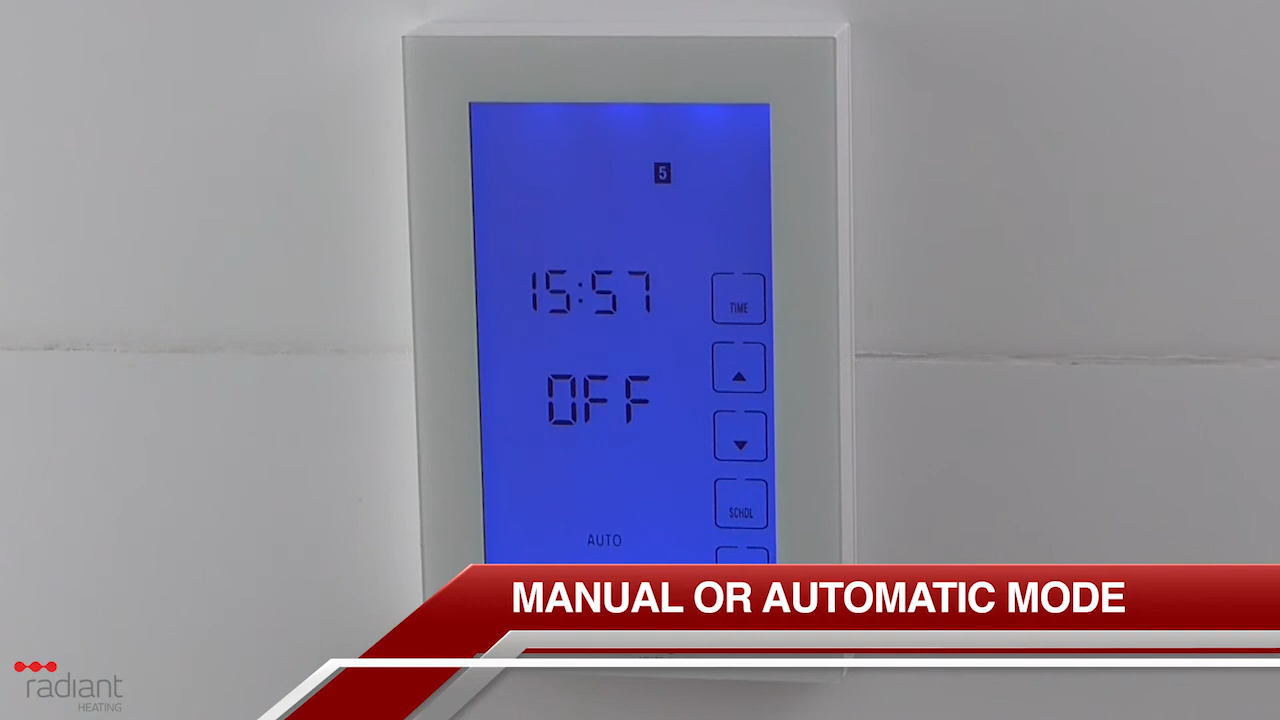 5
15:57
TIME
OFF
SCHDL
AUTO
MANUAL OR AUTOMATIC MODE
radiant
HEATING